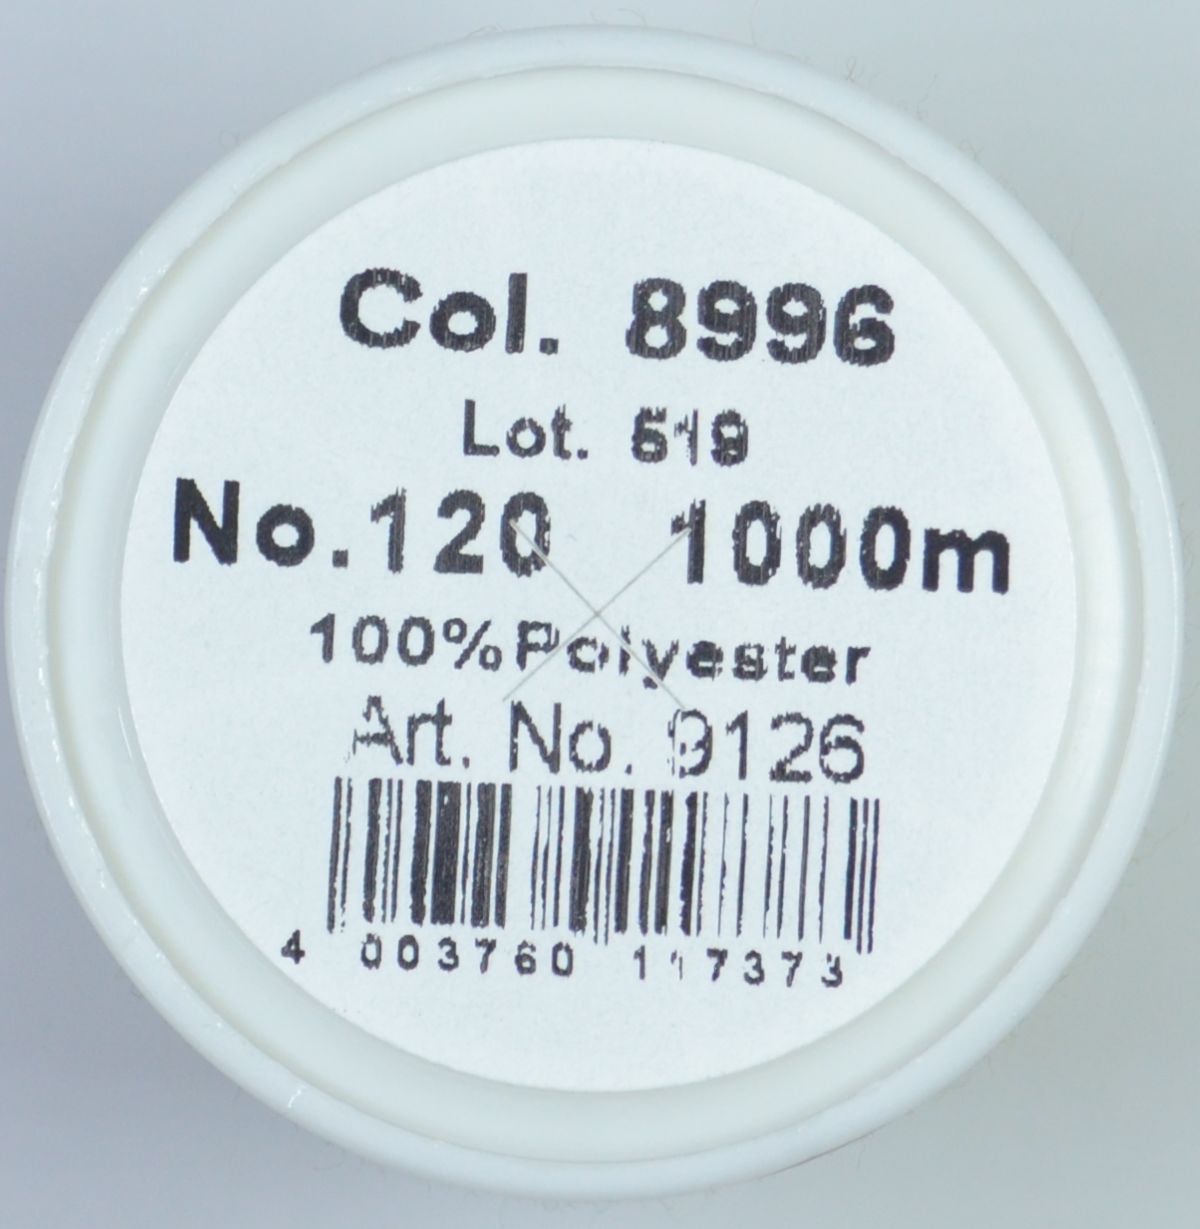 Col. 8996
Lot. 519
No.120 1000m
100%Polyester
Art. No. 9126
4 003760 117373